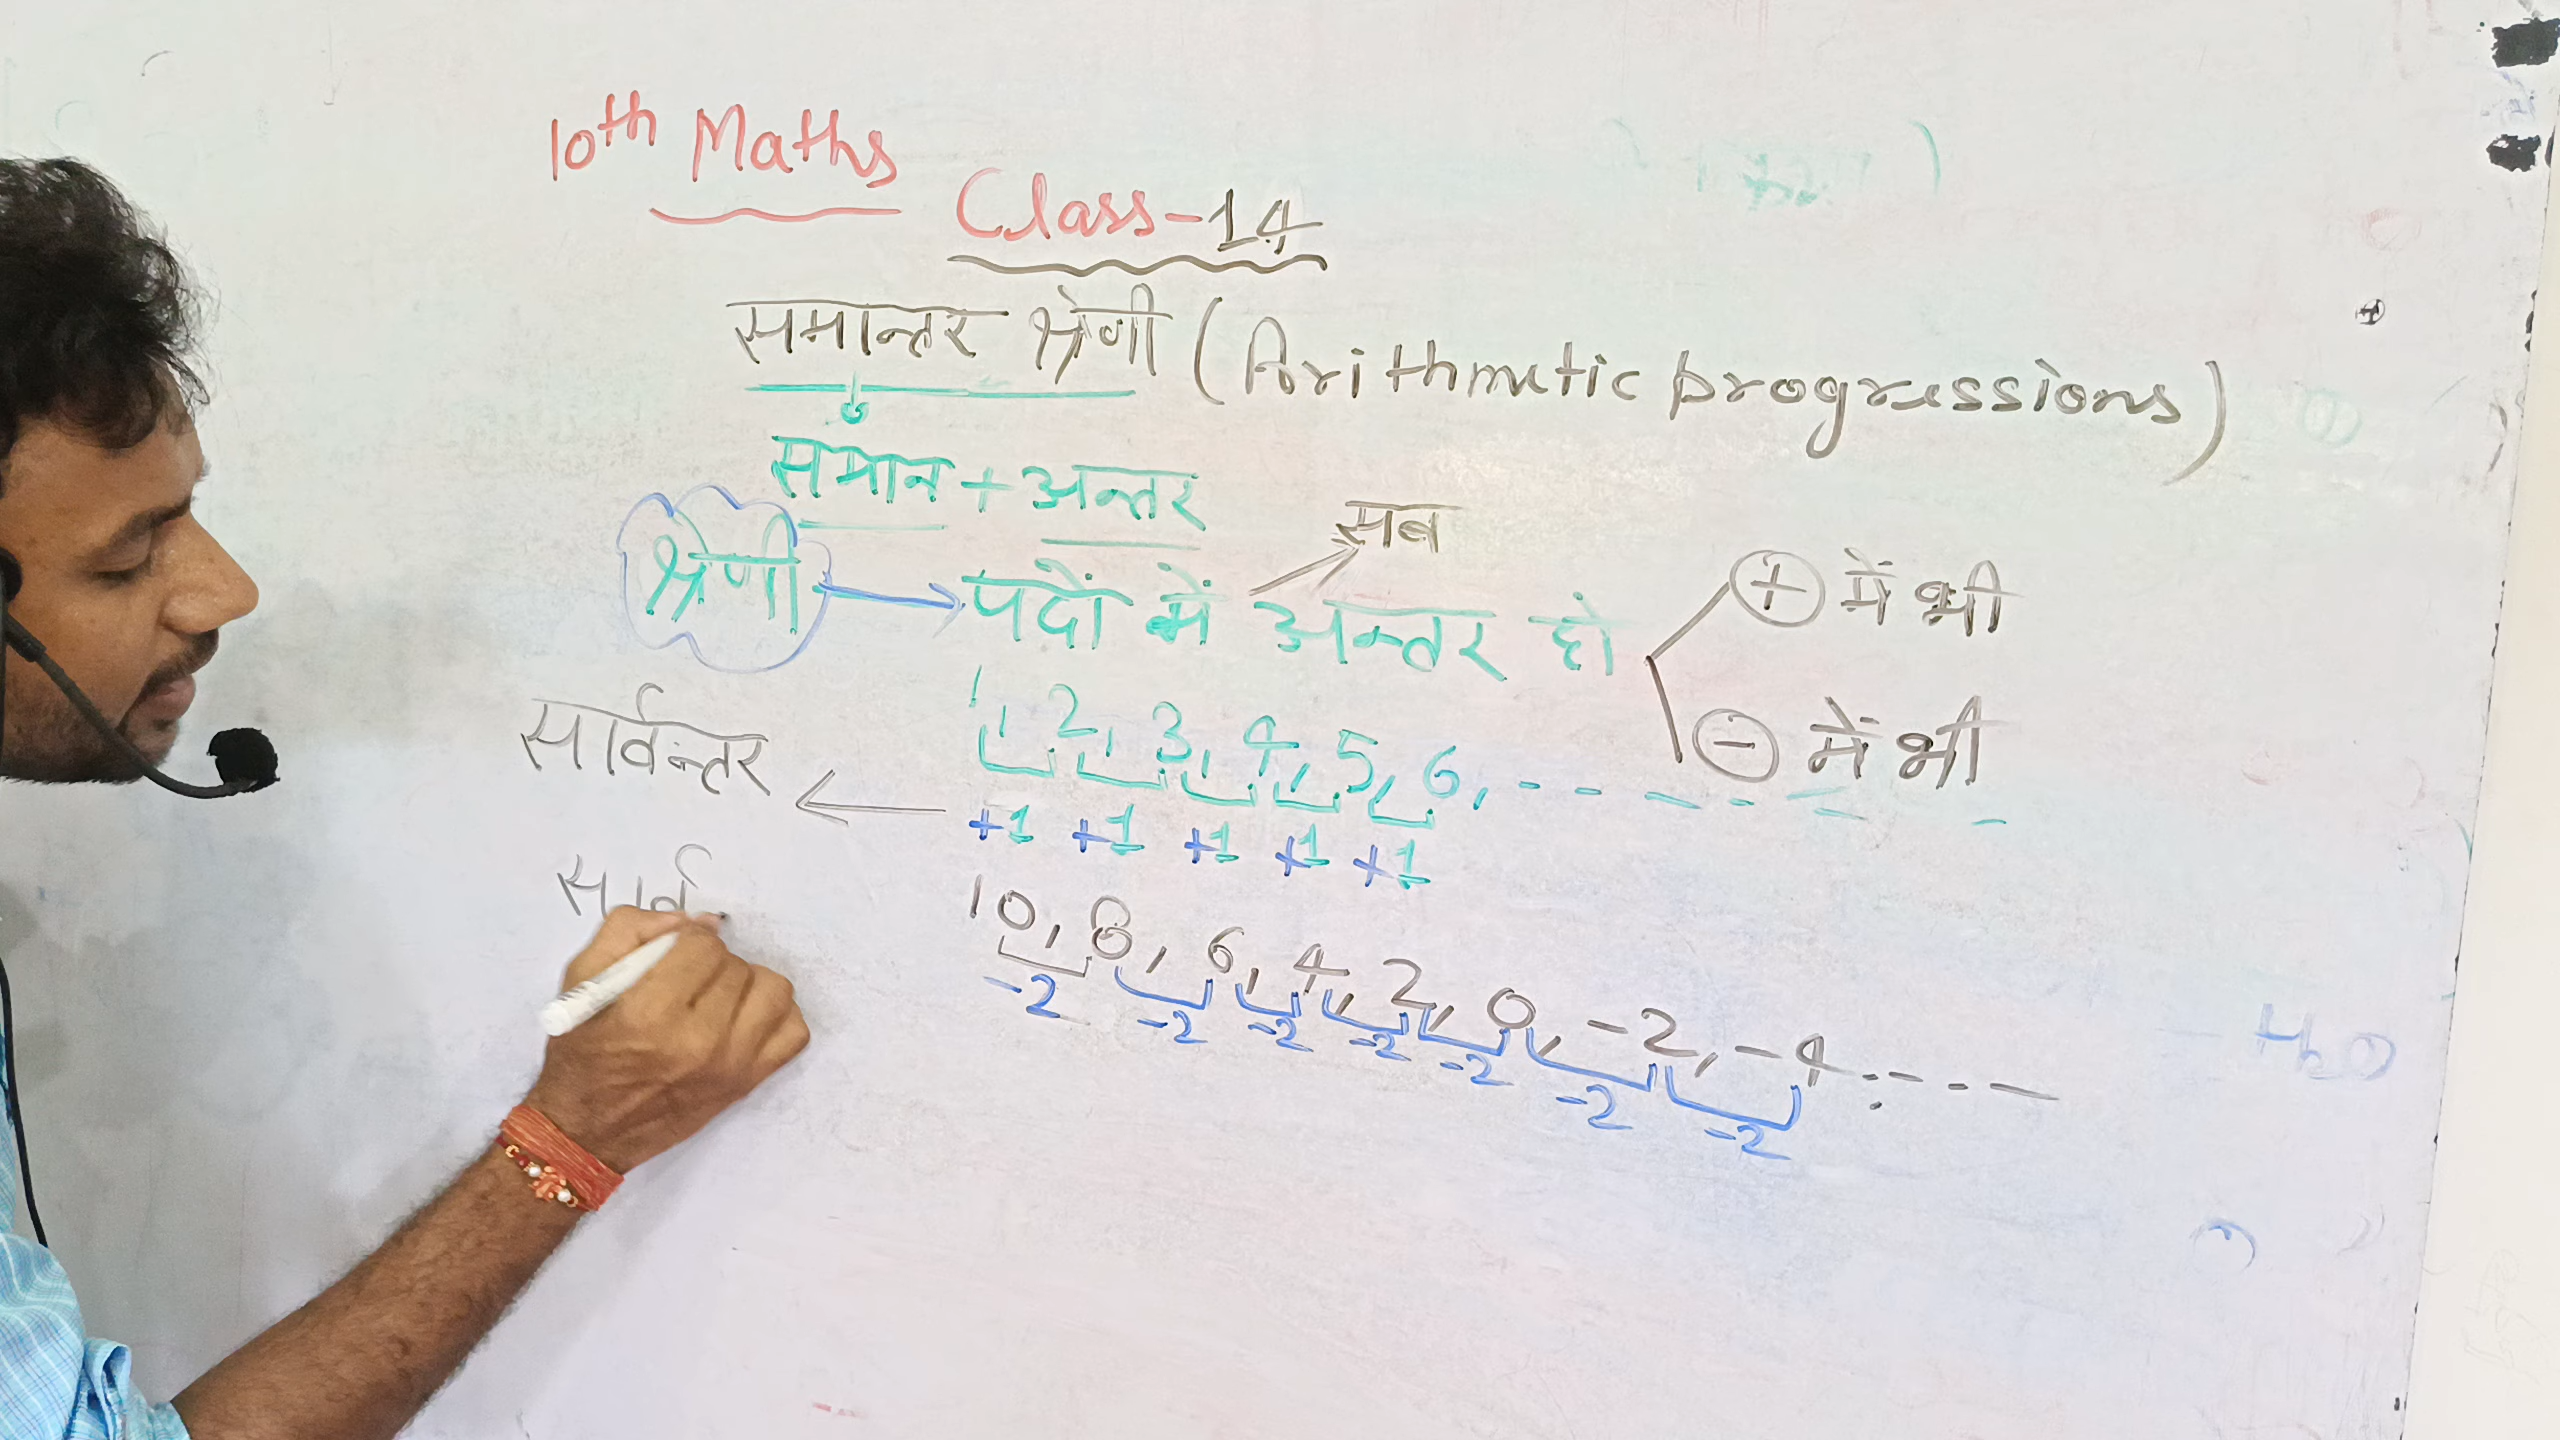 10th Maths
Class-14
समान्तर श्रेणी (Arithmetic progressions)
समान + अन्तर
सब
श्रेणी → पदों में अन्तर हो
+ में भी
- में भी
सार्वन्तर ← 1, 2, 3, 4, 5, 6, - - - - - -
+1 +1 +1 +1 +1
सार्व
10, 8, 6, 4, 2, 0, -2, -4 - - - -
-2 -2 -2 -2 -2 -2 -2